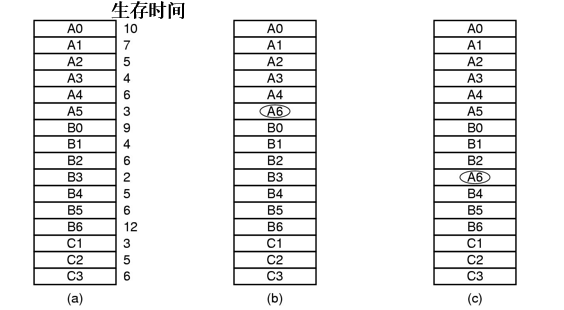 生存时间
A0 10 A0 A0
A1 7 A1 A1
A2 5 A2 A2
A3 4 A3 A3
A4 6 A4 A4
A5 3 A6 A5
B0 9 B0 B0
B1 4 B1 B1
B2 6 B2 B2
B3 2 B3 A6
B4 5 B4 B4
B5 6 B5 B5
B6 12 B6 B6
C1 3 C1 C1
C2 5 C2 C2
C3 6 C3 C3
(a) (b) (c)